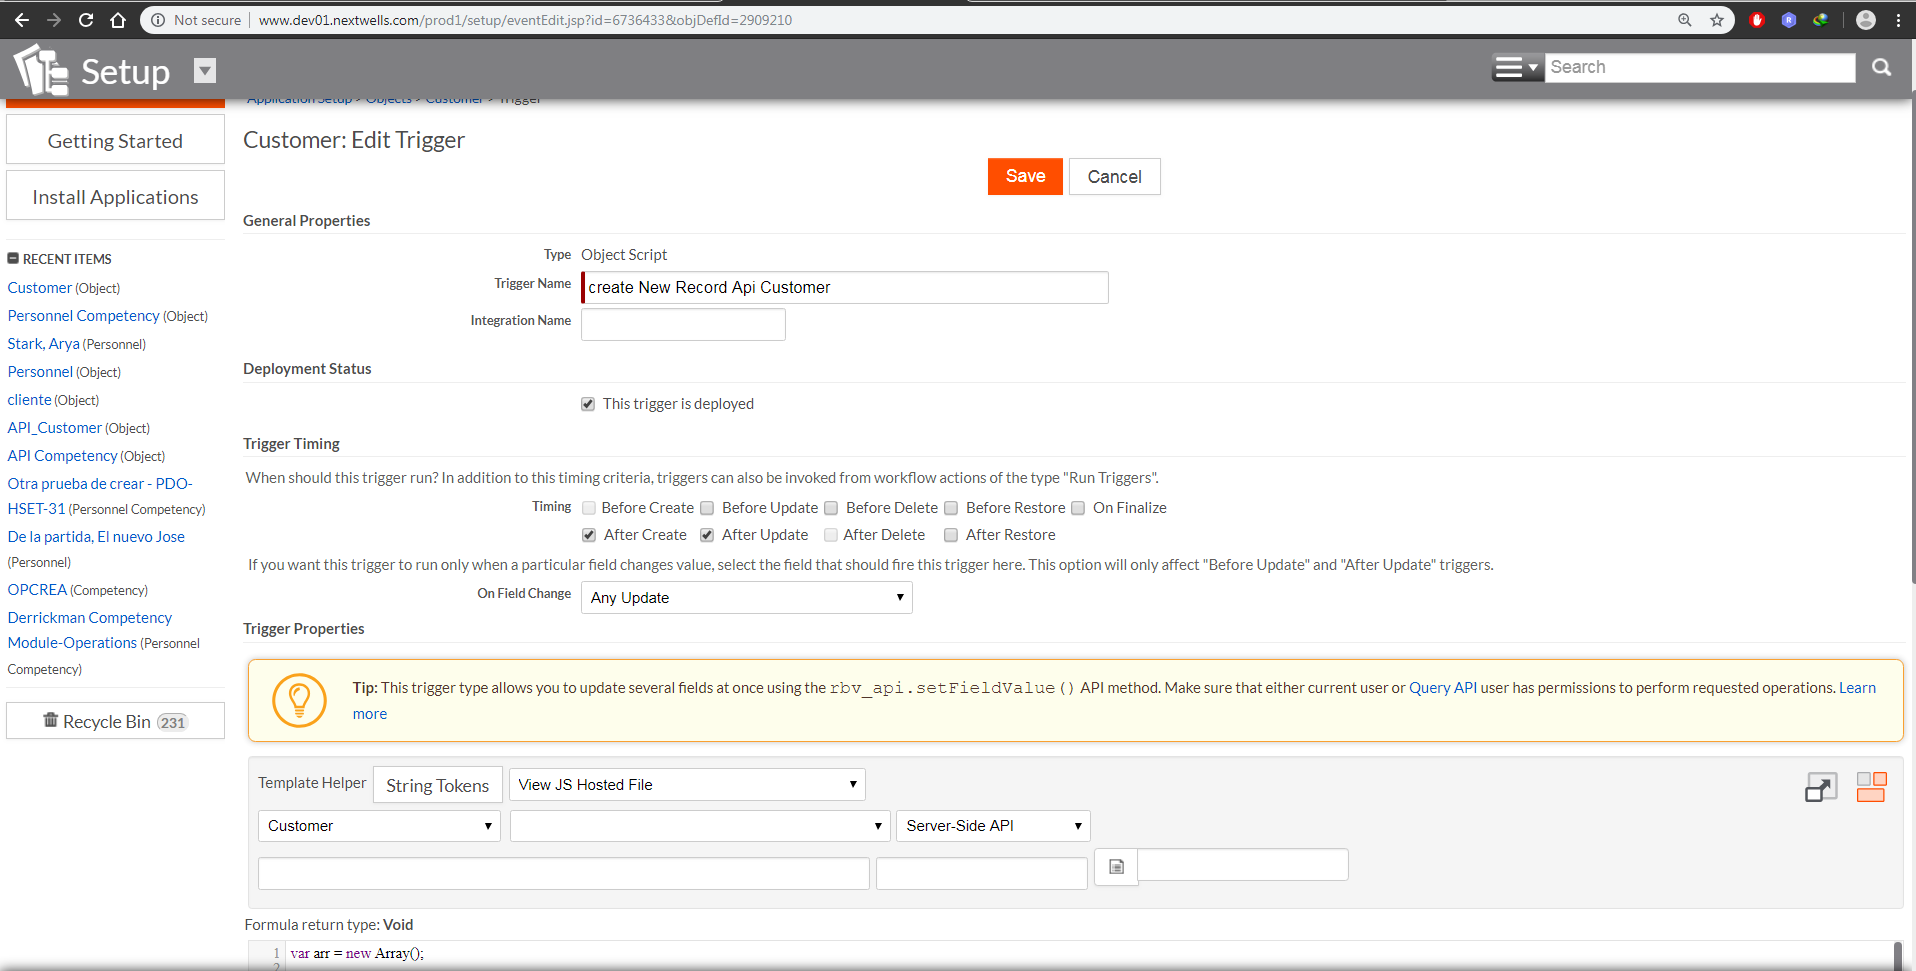 Not secure | www.dev01.nextwells.com/prod1/setup/eventEdit.jsp?id=6736433&objDefId=2909210
Setup
Search
Application Setup > Objects > Customer > Trigger
Getting Started
Install Applications
RECENT ITEMS
Customer (Object)
Personnel Competency (Object)
Stark, Arya (Personnel)
Personnel (Object)
cliente (Object)
API_Customer (Object)
API Competency (Object)
Otra prueba de crear - PDO-
HSET-31 (Personnel Competency)
De la partida, El nuevo Jose
(Personnel)
OPCREA (Competency)
Derrickman Competency
Module-Operations (Personnel
Competency)
Recycle Bin 231
Customer: Edit Trigger
Save Cancel
General Properties
Type Object Script
Trigger Name create New Record Api Customer
Integration Name
Deployment Status
This trigger is deployed
Trigger Timing
When should this trigger run? In addition to this timing criteria, triggers can also be invoked from workflow actions of the type "Run Triggers".
Timing Before Create Before Update Before Delete Before Restore On Finalize
After Create After Update After Delete After Restore
If you want this trigger to run only when a particular field changes value, select the field that should fire this trigger here. This option will only affect "Before Update" and "After Update" triggers.
On Field Change Any Update
Trigger Properties
Tip: This trigger type allows you to update several fields at once using the rbv_api.setFieldValue() API method. Make sure that either current user or Query API user has permissions to perform requested operations. Learn
more
Template Helper String Tokens View JS Hosted File
Customer Server-Side API
Formula return type: Void
1 var arr = new Array();
2